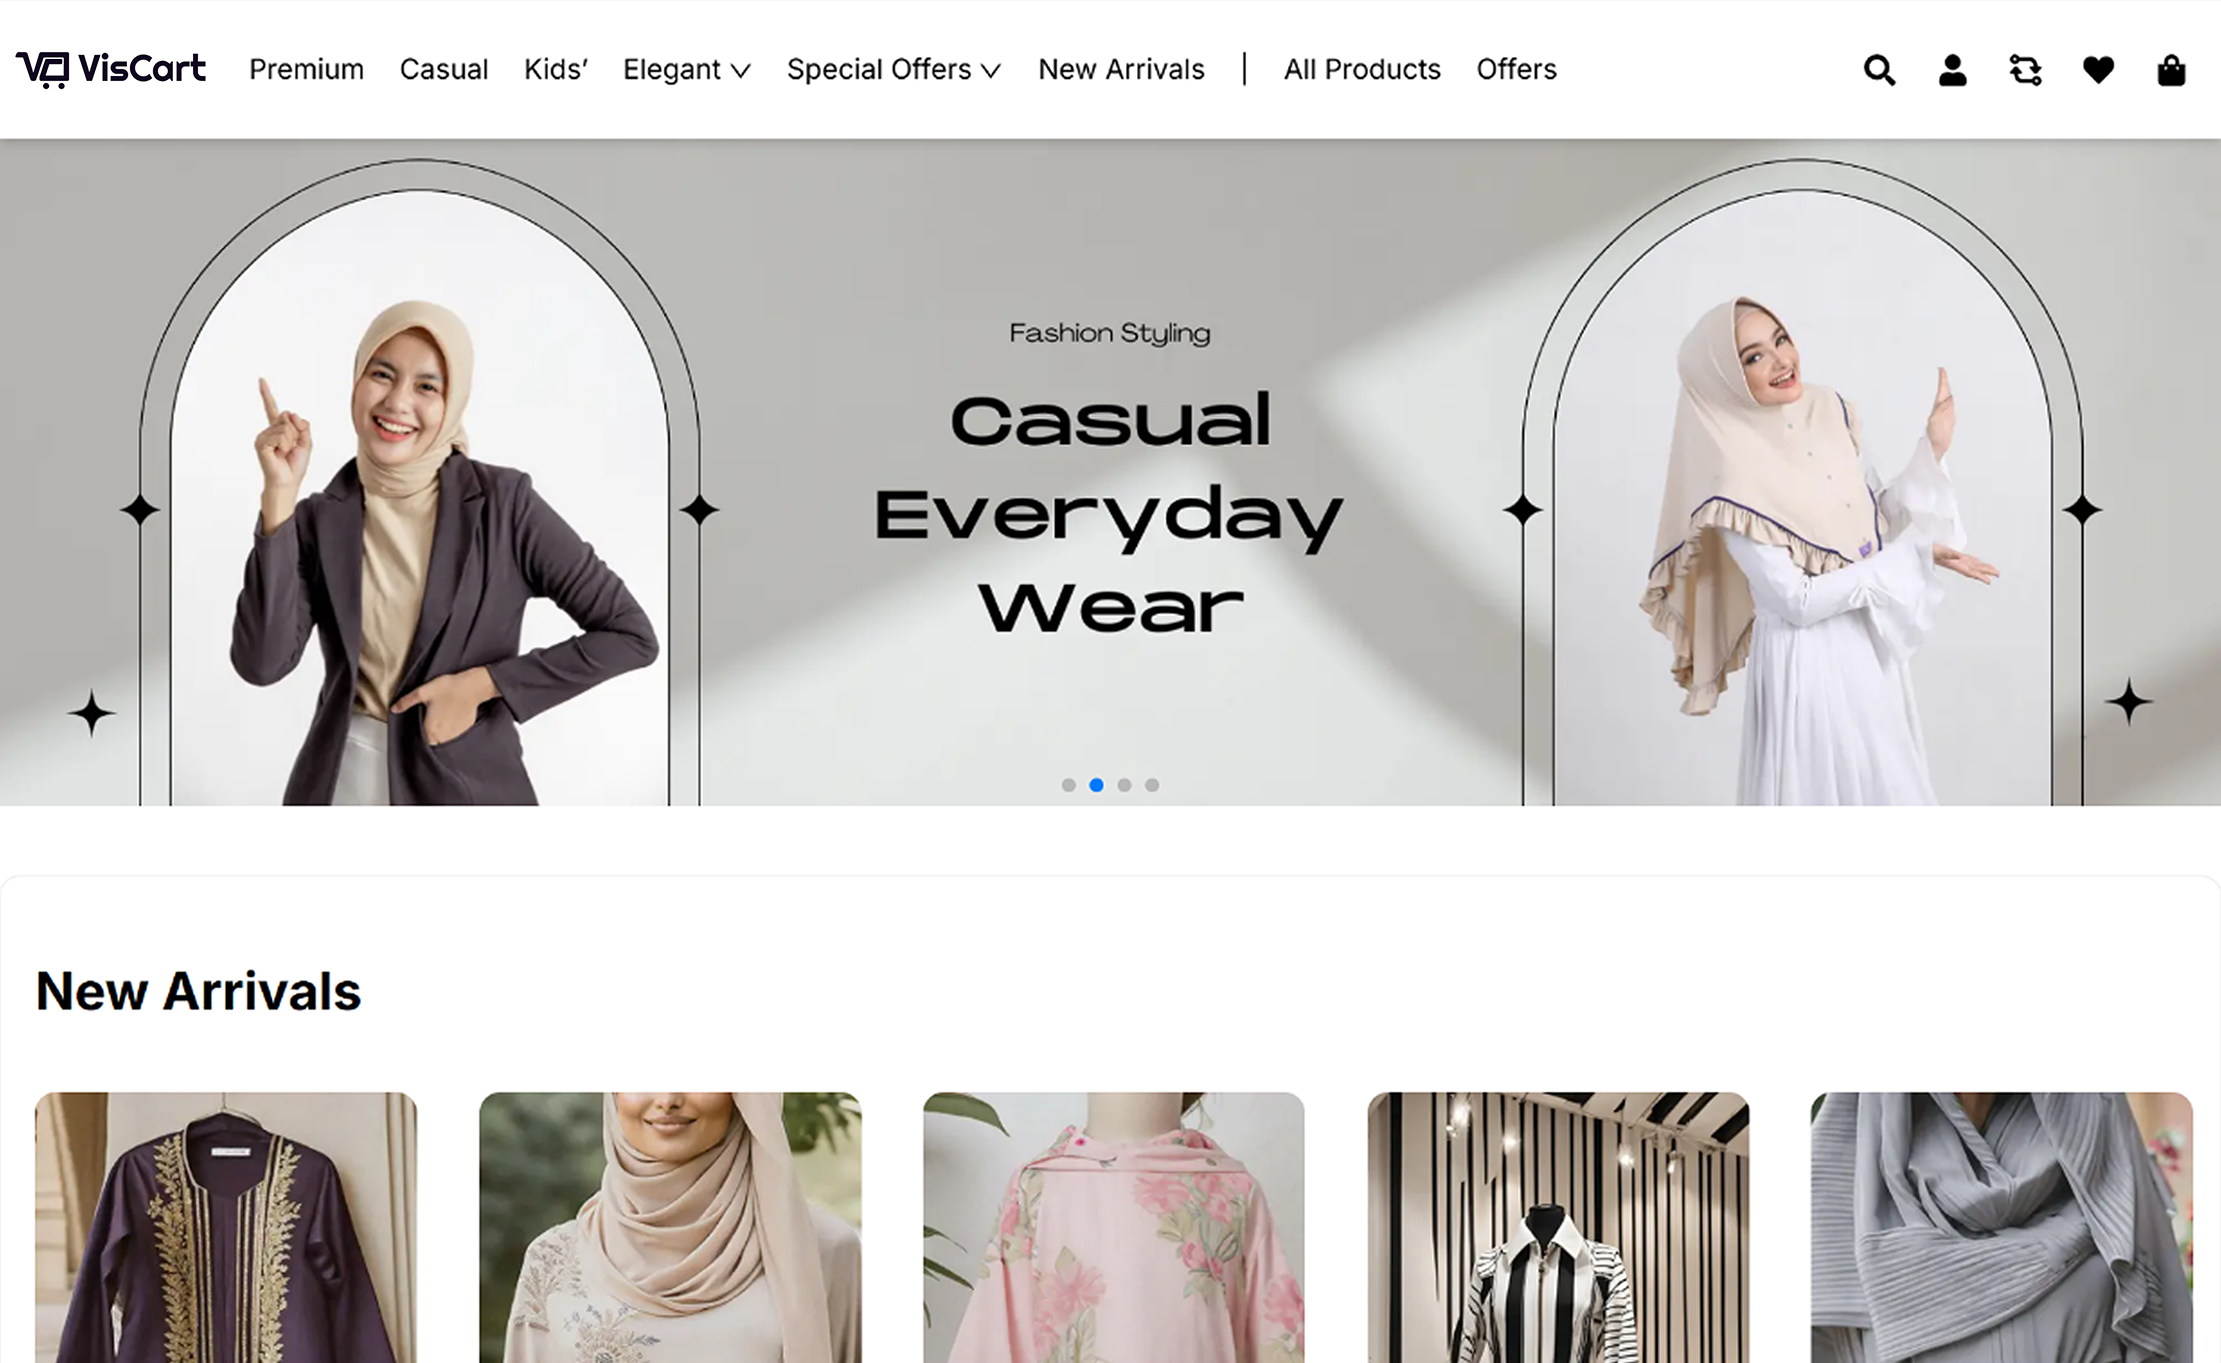 VisCart
Premium
Casual
Kids’
Elegant
Special Offers
New Arrivals
All Products
Offers
Fashion Styling
Casual
Everyday
Wear
New Arrivals